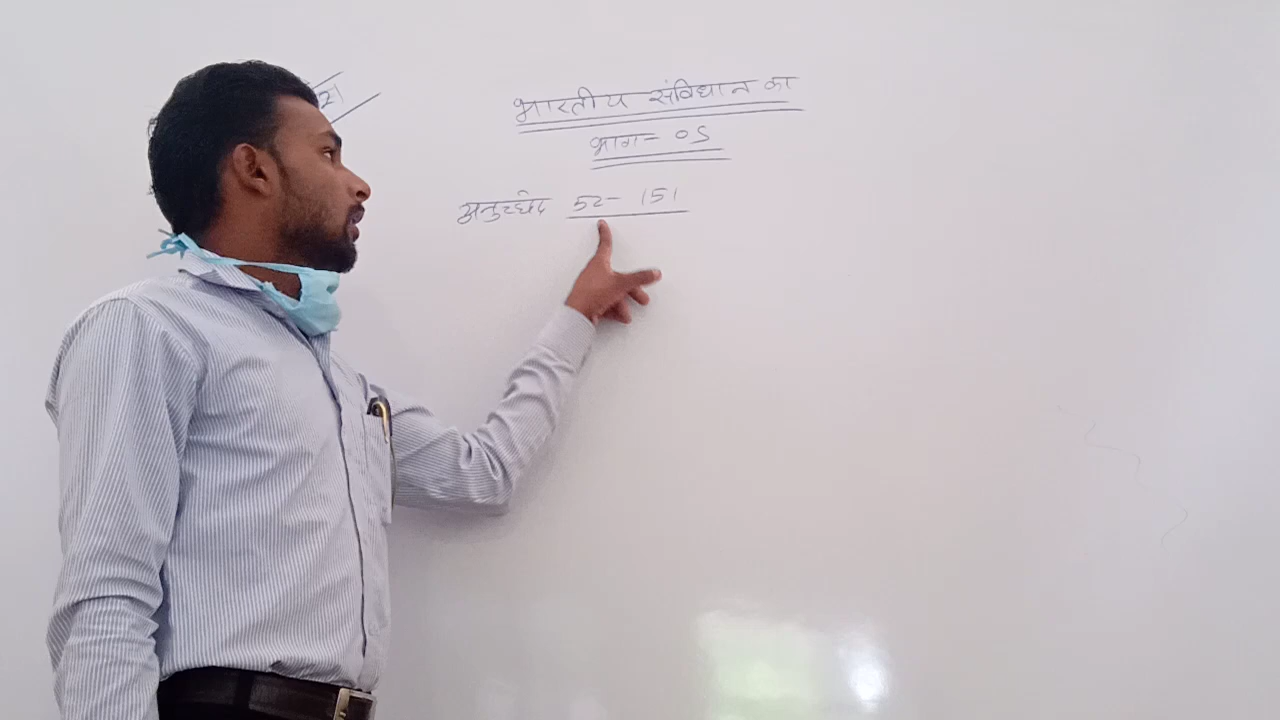 भारतीय संविधान का
भाग- 05
अनुच्छेद 52- 151